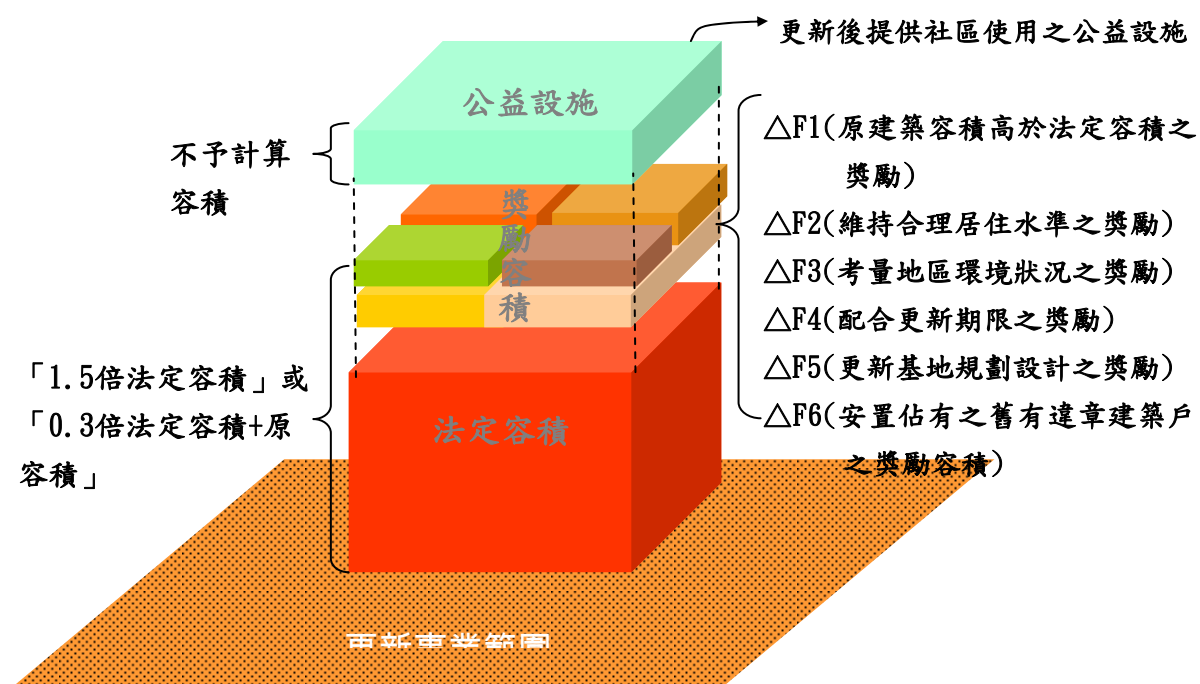 更新後提供社區使用之公益設施
公益設施
不予計算
容積
△F1(原建築容積高於法定容積之
獎勵)
△F2(維持合理居住水準之獎勵)
△F3(考量地區環境狀況之獎勵)
△F4(配合更新期限之獎勵)
△F5(更新基地規劃設計之獎勵)
△F6(安置佔有之舊有違章建築戶
之獎勵容積)
獎
勵
容
積
「1.5倍法定容積」或
「0.3倍法定容積+原
容積」
法定容積
更新事業範圍